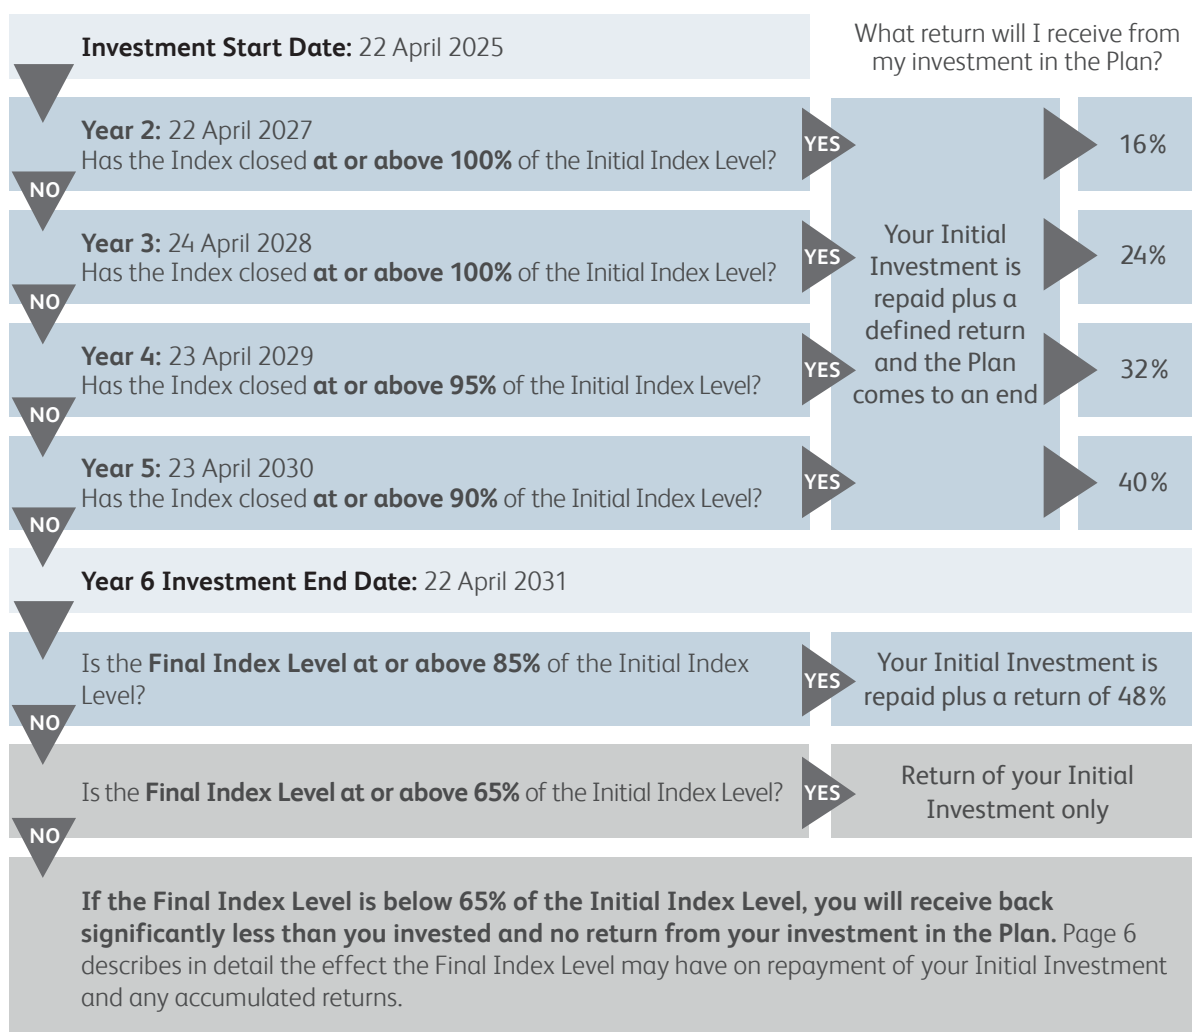 Investment Start Date: 22 April 2025
What return will I receive from
my investment in the Plan?
Year 2: 22 April 2027
Has the Index closed at or above 100% of the Initial Index Level?
YES
16%
NO
Year 3: 24 April 2028
Has the Index closed at or above 100% of the Initial Index Level?
YES
24%
NO
Year 4: 23 April 2029
Has the Index closed at or above 95% of the Initial Index Level?
YES
32%
NO
Year 5: 23 April 2030
Has the Index closed at or above 90% of the Initial Index Level?
YES
40%
NO
Your Initial
Investment is
repaid plus a
defined return
and the Plan
comes to an end
Year 6 Investment End Date: 22 April 2031
Is the Final Index Level at or above 85% of the Initial Index
Level?
YES
Your Initial Investment is
repaid plus a return of 48%
NO
Is the Final Index Level at or above 65% of the Initial Index Level?
YES
Return of your Initial
Investment only
NO
If the Final Index Level is below 65% of the Initial Index Level, you will receive back
significantly less than you invested and no return from your investment in the Plan. Page 6
describes in detail the effect the Final Index Level may have on repayment of your Initial Investment
and any accumulated returns.